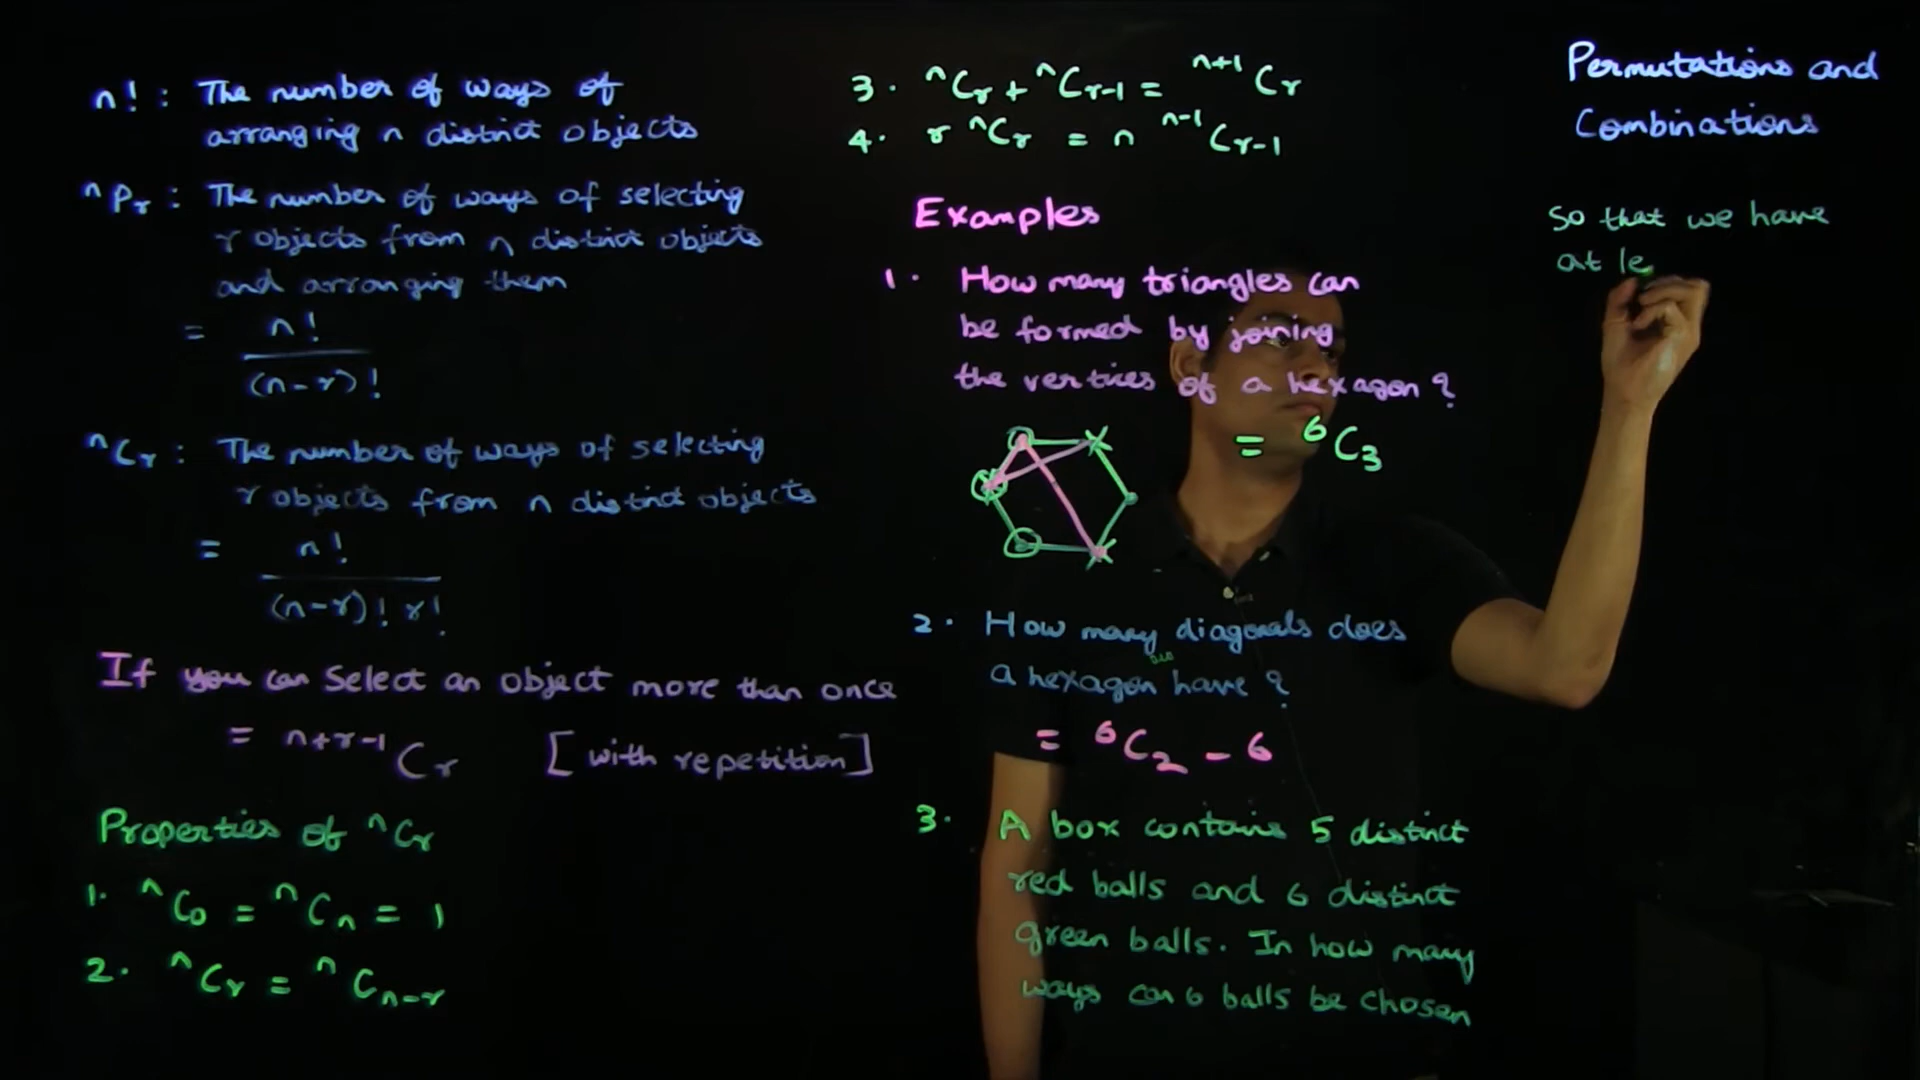 n! : The number of ways of
arranging n distinct objects
ⁿPᵣ : The number of ways of selecting
r objects from n distinct objects
and arranging them
= n! / (n-r)!
ⁿCᵣ : The number of ways of selecting
r objects from n distinct objects
= n! / (n-r)! r!
If you can select an object more than once
= ⁿ⁺ʳ⁻¹Cᵣ [with repetition]
Properties of ⁿCᵣ
1. ⁿC₀ = ⁿCₙ = 1
2. ⁿCᵣ = ⁿCₙ₋ᵣ
3. ⁿCᵣ + ⁿCᵣ₋₁ = ⁿ⁺¹Cᵣ
4. r ⁿCᵣ = n ⁿ⁻¹Cᵣ₋₁
Examples
1. How many triangles can
be formed by joining
the vertices of a hexagon?
= ⁶C₃
2. How many diagonals does
a hexagon have?
= ⁶C₂ - 6
3. A box contains 5 distinct
red balls and 6 distinct
green balls. In how many
ways can 6 balls be chosen
Permutations and
Combinations
so that we have
at le